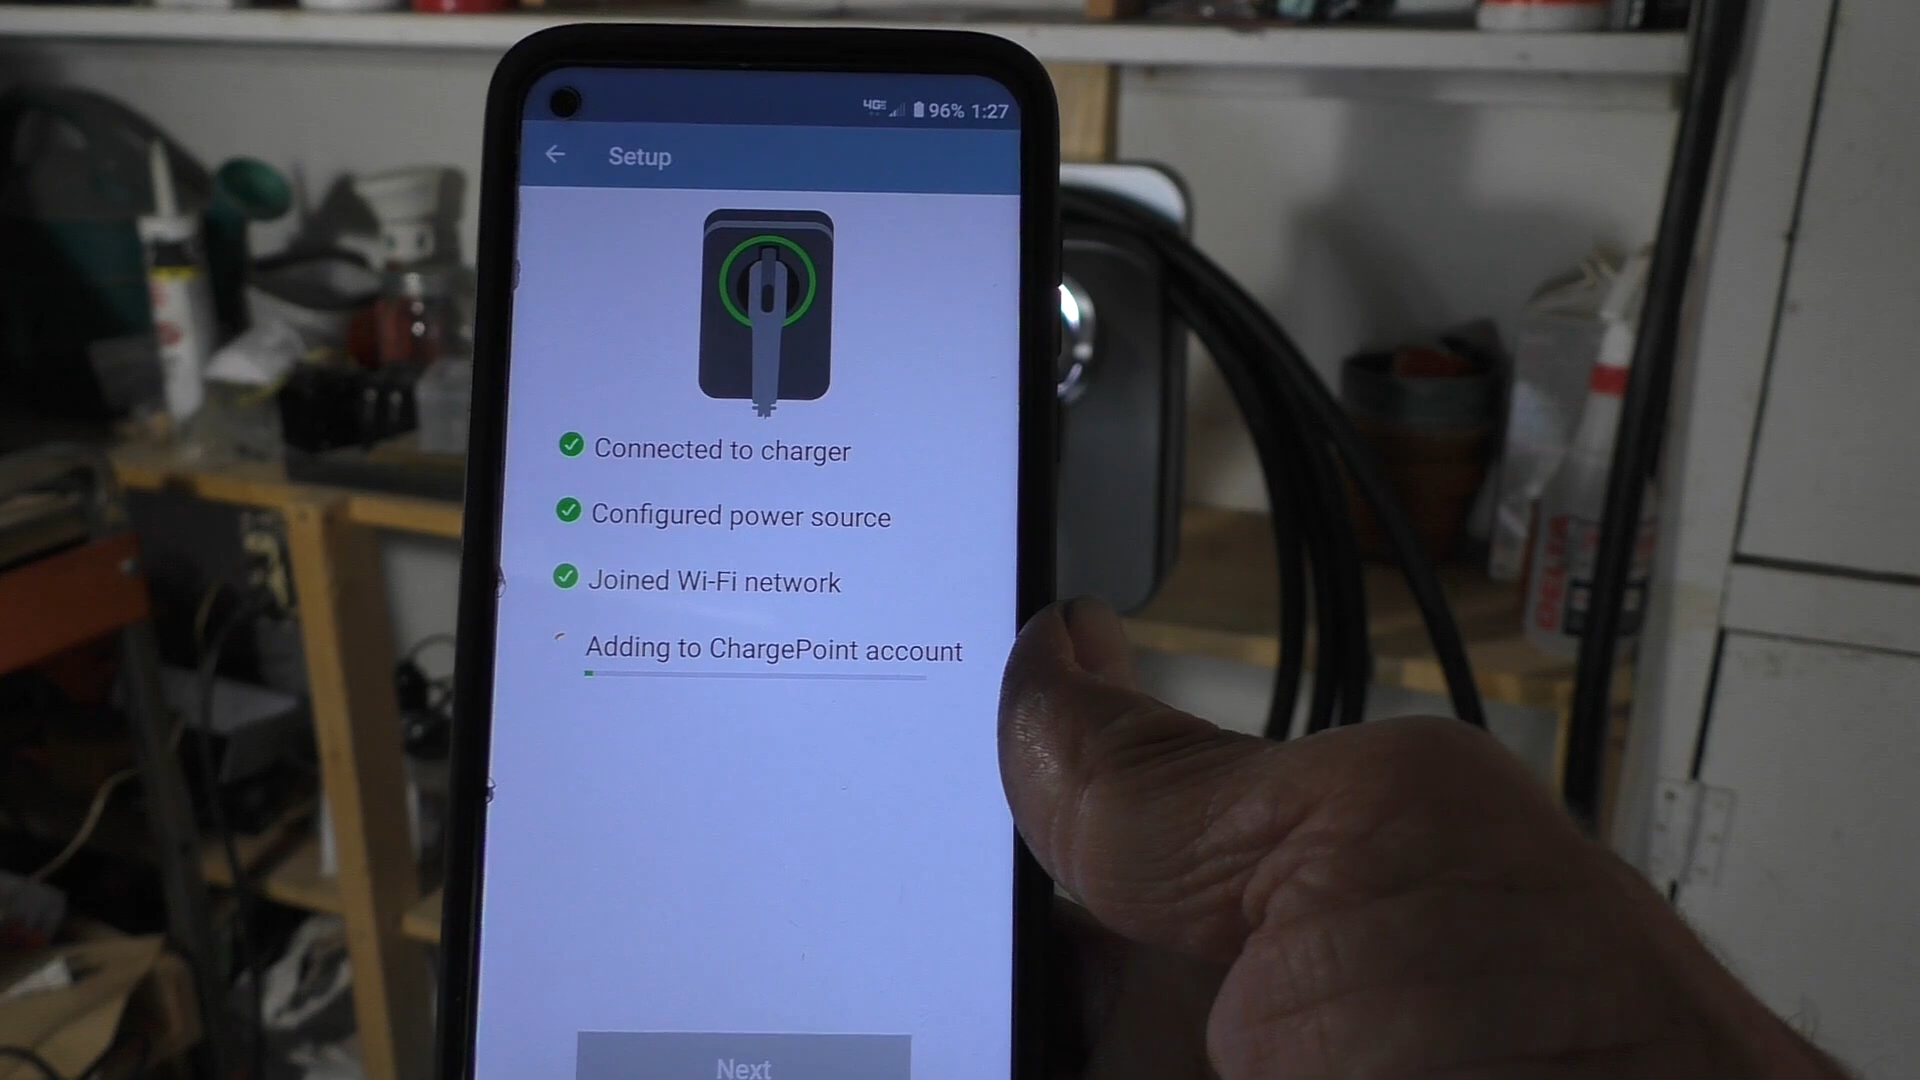 4G 96% 1:27
Setup
Connected to charger
Configured power source
Joined Wi-Fi network
Adding to ChargePoint account
Next
DELTA